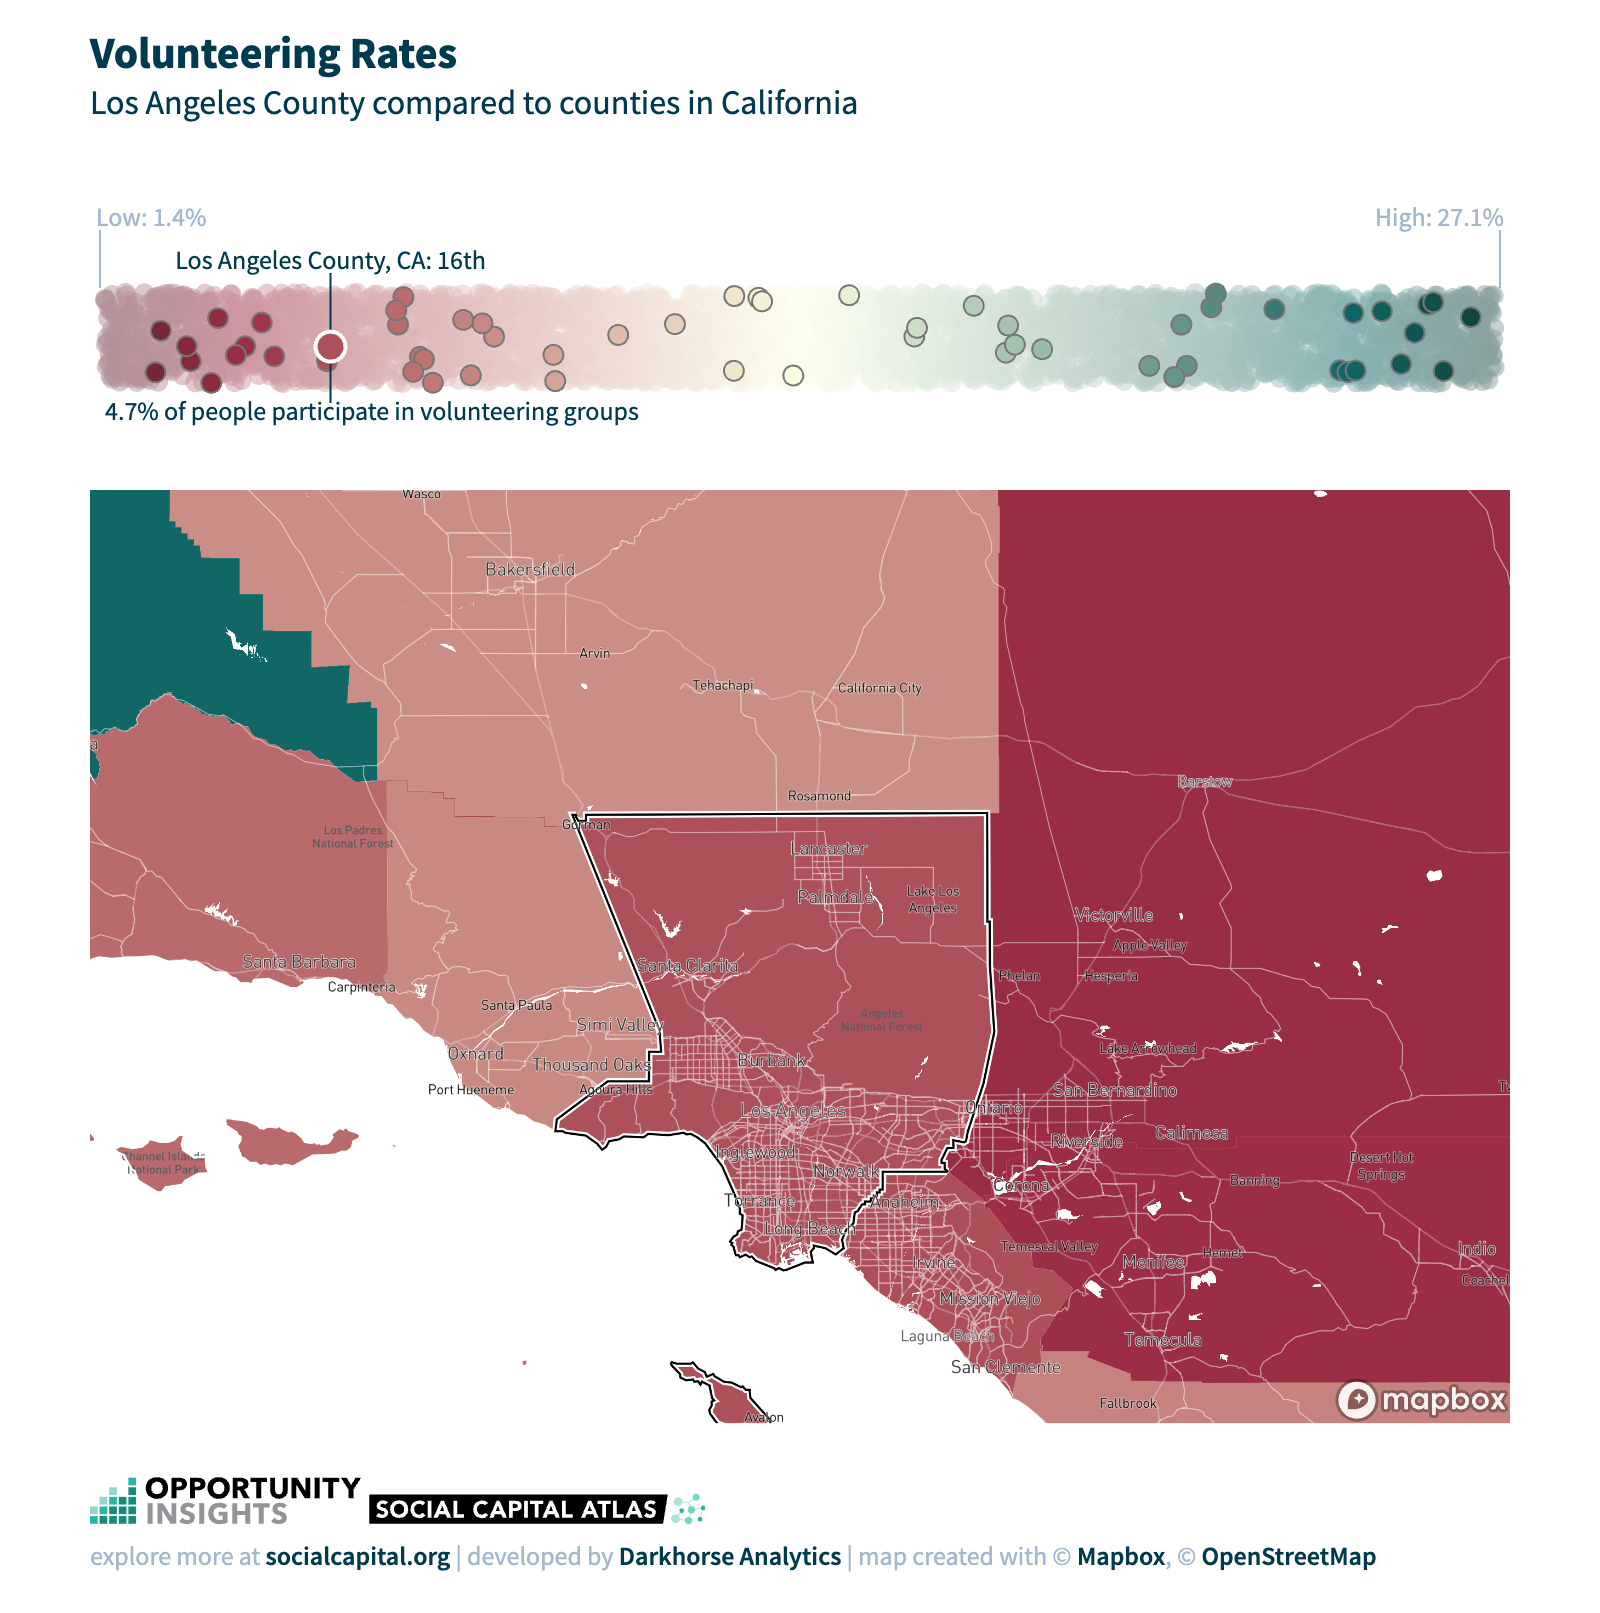 Volunteering Rates
Los Angeles County compared to counties in California
Low: 1.4%
High: 27.1%
Los Angeles County, CA: 16th
4.7% of people participate in volunteering groups
Wasco
Bakersfield
Arvin
Tehachapi
California City
a
Barstow
Rosamond
Gorman
Los Padres
National Forest
Lancaster
Palmdale
Lake Los
Angeles
Victorville
Apple Valley
Santa Barbara
Santa Clarita
Phelan
Hesperia
Carpinteria
Santa Paula
Simi Valley
Angeles
National Forest
Oxnard
Thousand Oaks
Burbank
Lake Arrowhead
Port Hueneme
Agoura Hills
San Bernardino
Los Angeles
Ontario
Riverside
Calimesa
Channel Islands
National Park
Inglewood
Norwalk
Desert Hot
Springs
Corona
Banning
Torrance
Anaheim
Long Beach
Temescal Valley
Irvine
Menifee
Hemet
Indio
Coachel
Mission Viejo
Laguna Beach
Temecula
San Clemente
Fallbrook
Avalon
mapbox
OPPORTUNITY
INSIGHTS
SOCIAL CAPITAL ATLAS
explore more at socialcapital.org | developed by Darkhorse Analytics | map created with © Mapbox, © OpenStreetMap